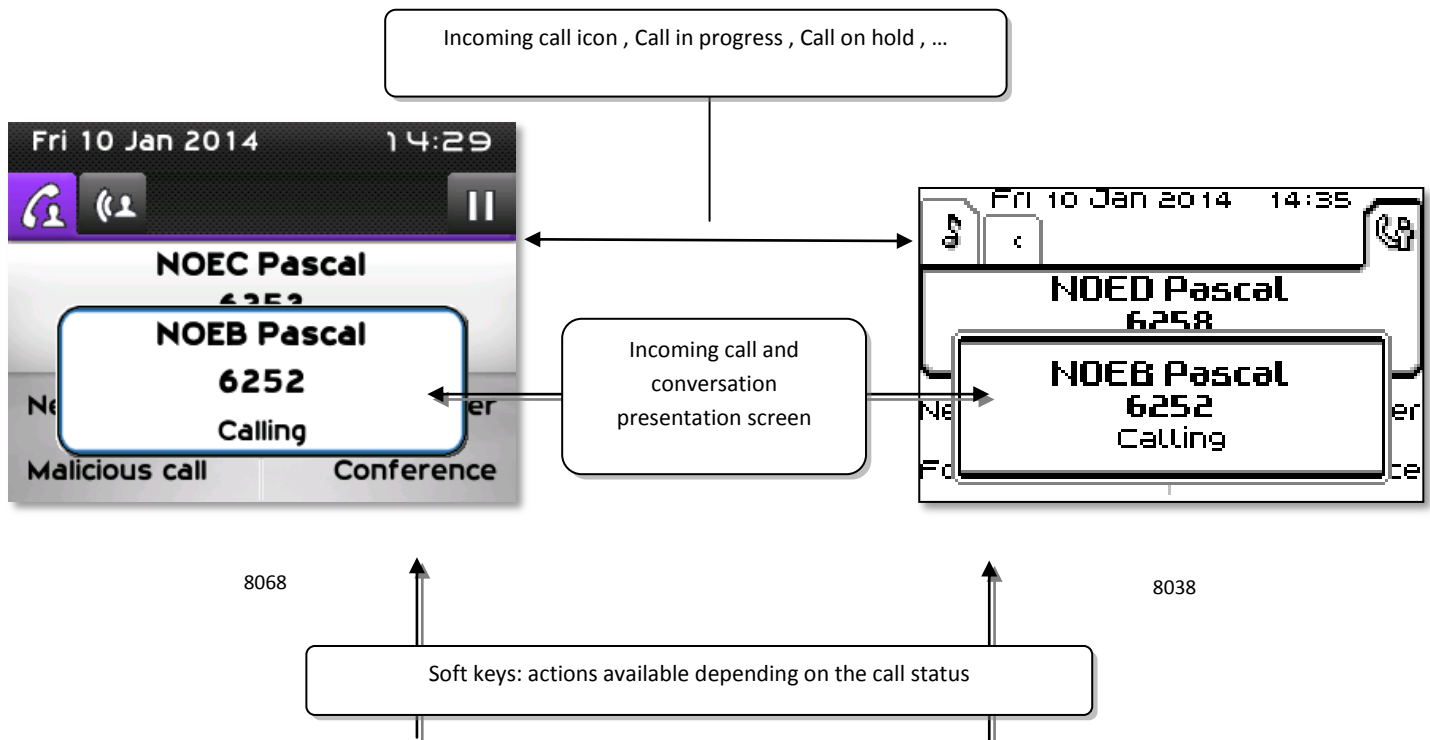 Incoming call icon , Call in progress , Call on hold , …
Fri 10 Jan 2014 14:29
NOEC Pascal
NOEB Pascal
6252
Calling
Malicious call Conference
Fri 10 Jan 2014 14:35
NOED Pascal
6258
NOEB Pascal
6252
Calling
Incoming call and
conversation
presentation screen
8068
8038
Soft keys: actions available depending on the call status